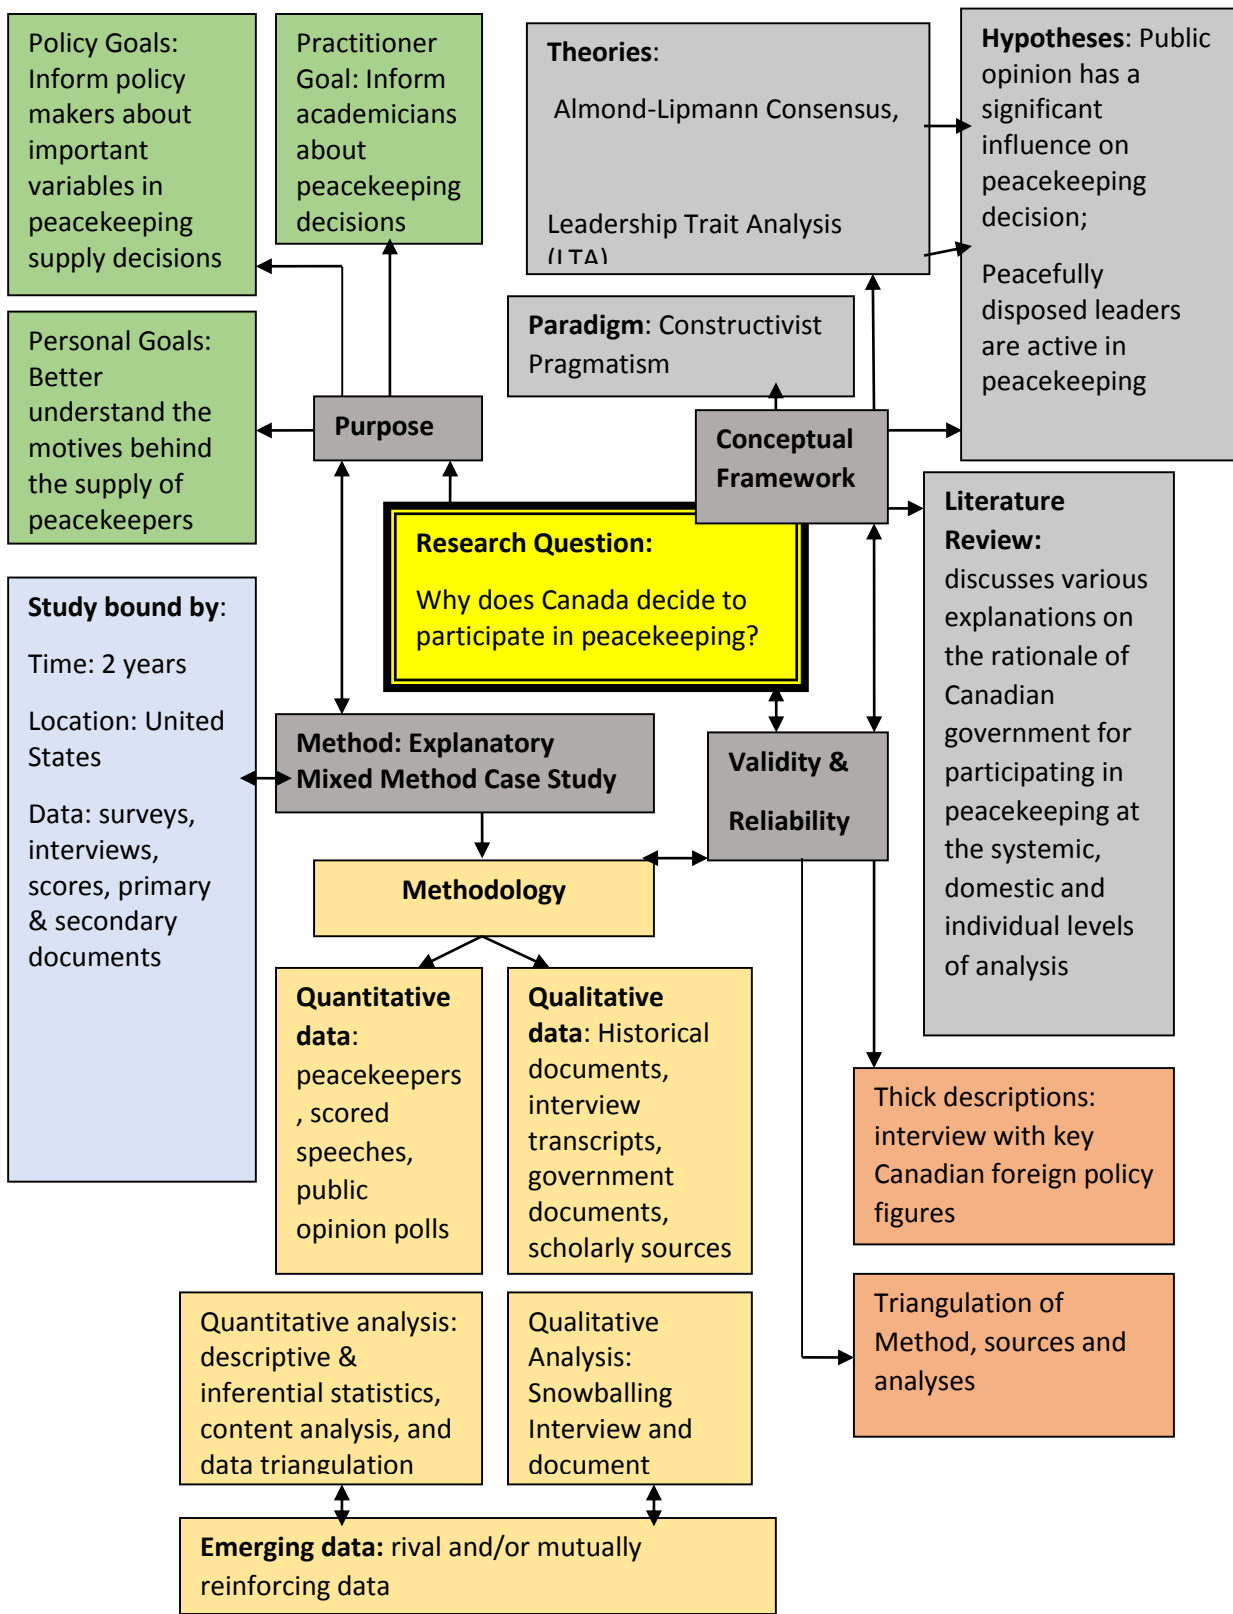 Policy Goals:
Inform policy
makers about
important
variables in
peacekeeping
supply decisions
Practitioner
Goal: Inform
academicians
about
peacekeeping
decisions
Theories:
Almond-Lipmann Consensus,
Leadership Trait Analysis
(LTA)
Hypotheses: Public
opinion has a
significant
influence on
peacekeeping
decision;
Peacefully
disposed leaders
are active in
peacekeeping
Paradigm: Constructivist
Pragmatism
Personal Goals:
Better
understand the
motives behind
the supply of
peacekeepers
Purpose
Conceptual
Framework
Research Question:
Why does Canada decide to
participate in peacekeeping?
Literature
Review:
discusses various
explanations on
the rationale of
Canadian
government for
participating in
peacekeeping at
the systemic,
domestic and
individual levels
of analysis
Study bound by:
Time: 2 years
Location: United
States
Data: surveys,
interviews,
scores, primary
& secondary
documents
Method: Explanatory
Mixed Method Case Study
Validity &
Reliability
Methodology
Quantitative
data:
peacekeepers
, scored
speeches,
public
opinion polls
Qualitative
data: Historical
documents,
interview
transcripts,
government
documents,
scholarly sources
Thick descriptions:
interview with key
Canadian foreign policy
figures
Triangulation of
Method, sources and
analyses
Quantitative analysis:
descriptive &
inferential statistics,
content analysis, and
data triangulation
Qualitative
Analysis:
Snowballing
Interview and
document
Emerging data: rival and/or mutually
reinforcing data